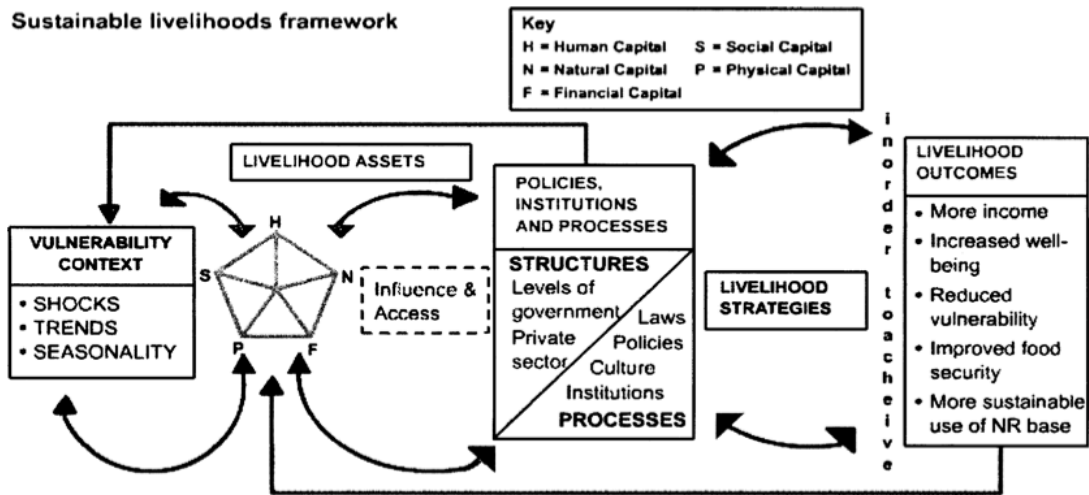 Sustainable livelihoods framework
Key
H = Human Capital S = Social Capital
N = Natural Capital P = Physical Capital
F = Financial Capital
LIVELIHOOD ASSETS
H
S
N
P
F
VULNERABILITY
CONTEXT
• SHOCKS
• TRENDS
• SEASONALITY
Influence &
Access
POLICIES,
INSTITUTIONS
AND PROCESSES
STRUCTURES
Levels of
government
Private
sector
Laws
Policies
Culture
Institutions
PROCESSES
LIVELIHOOD
STRATEGIES
inorder toacheive
LIVELIHOOD
OUTCOMES
• More income
• Increased well-
being
• Reduced
vulnerability
• Improved food
security
• More sustainable
use of NR base